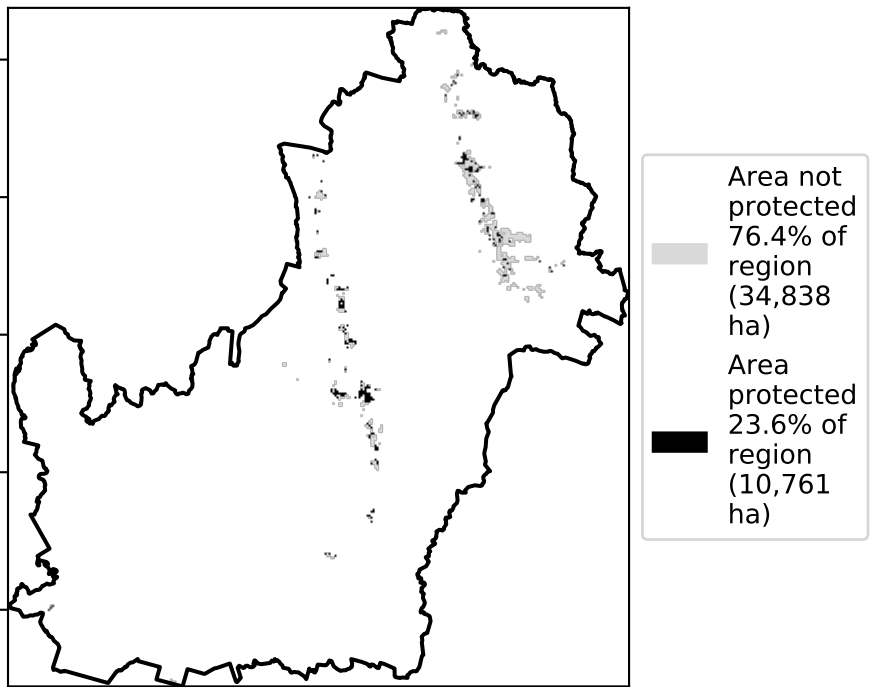 Area not
protected
76.4% of
region
(34,838
ha)
Area
protected
23.6% of
region
(10,761
ha)